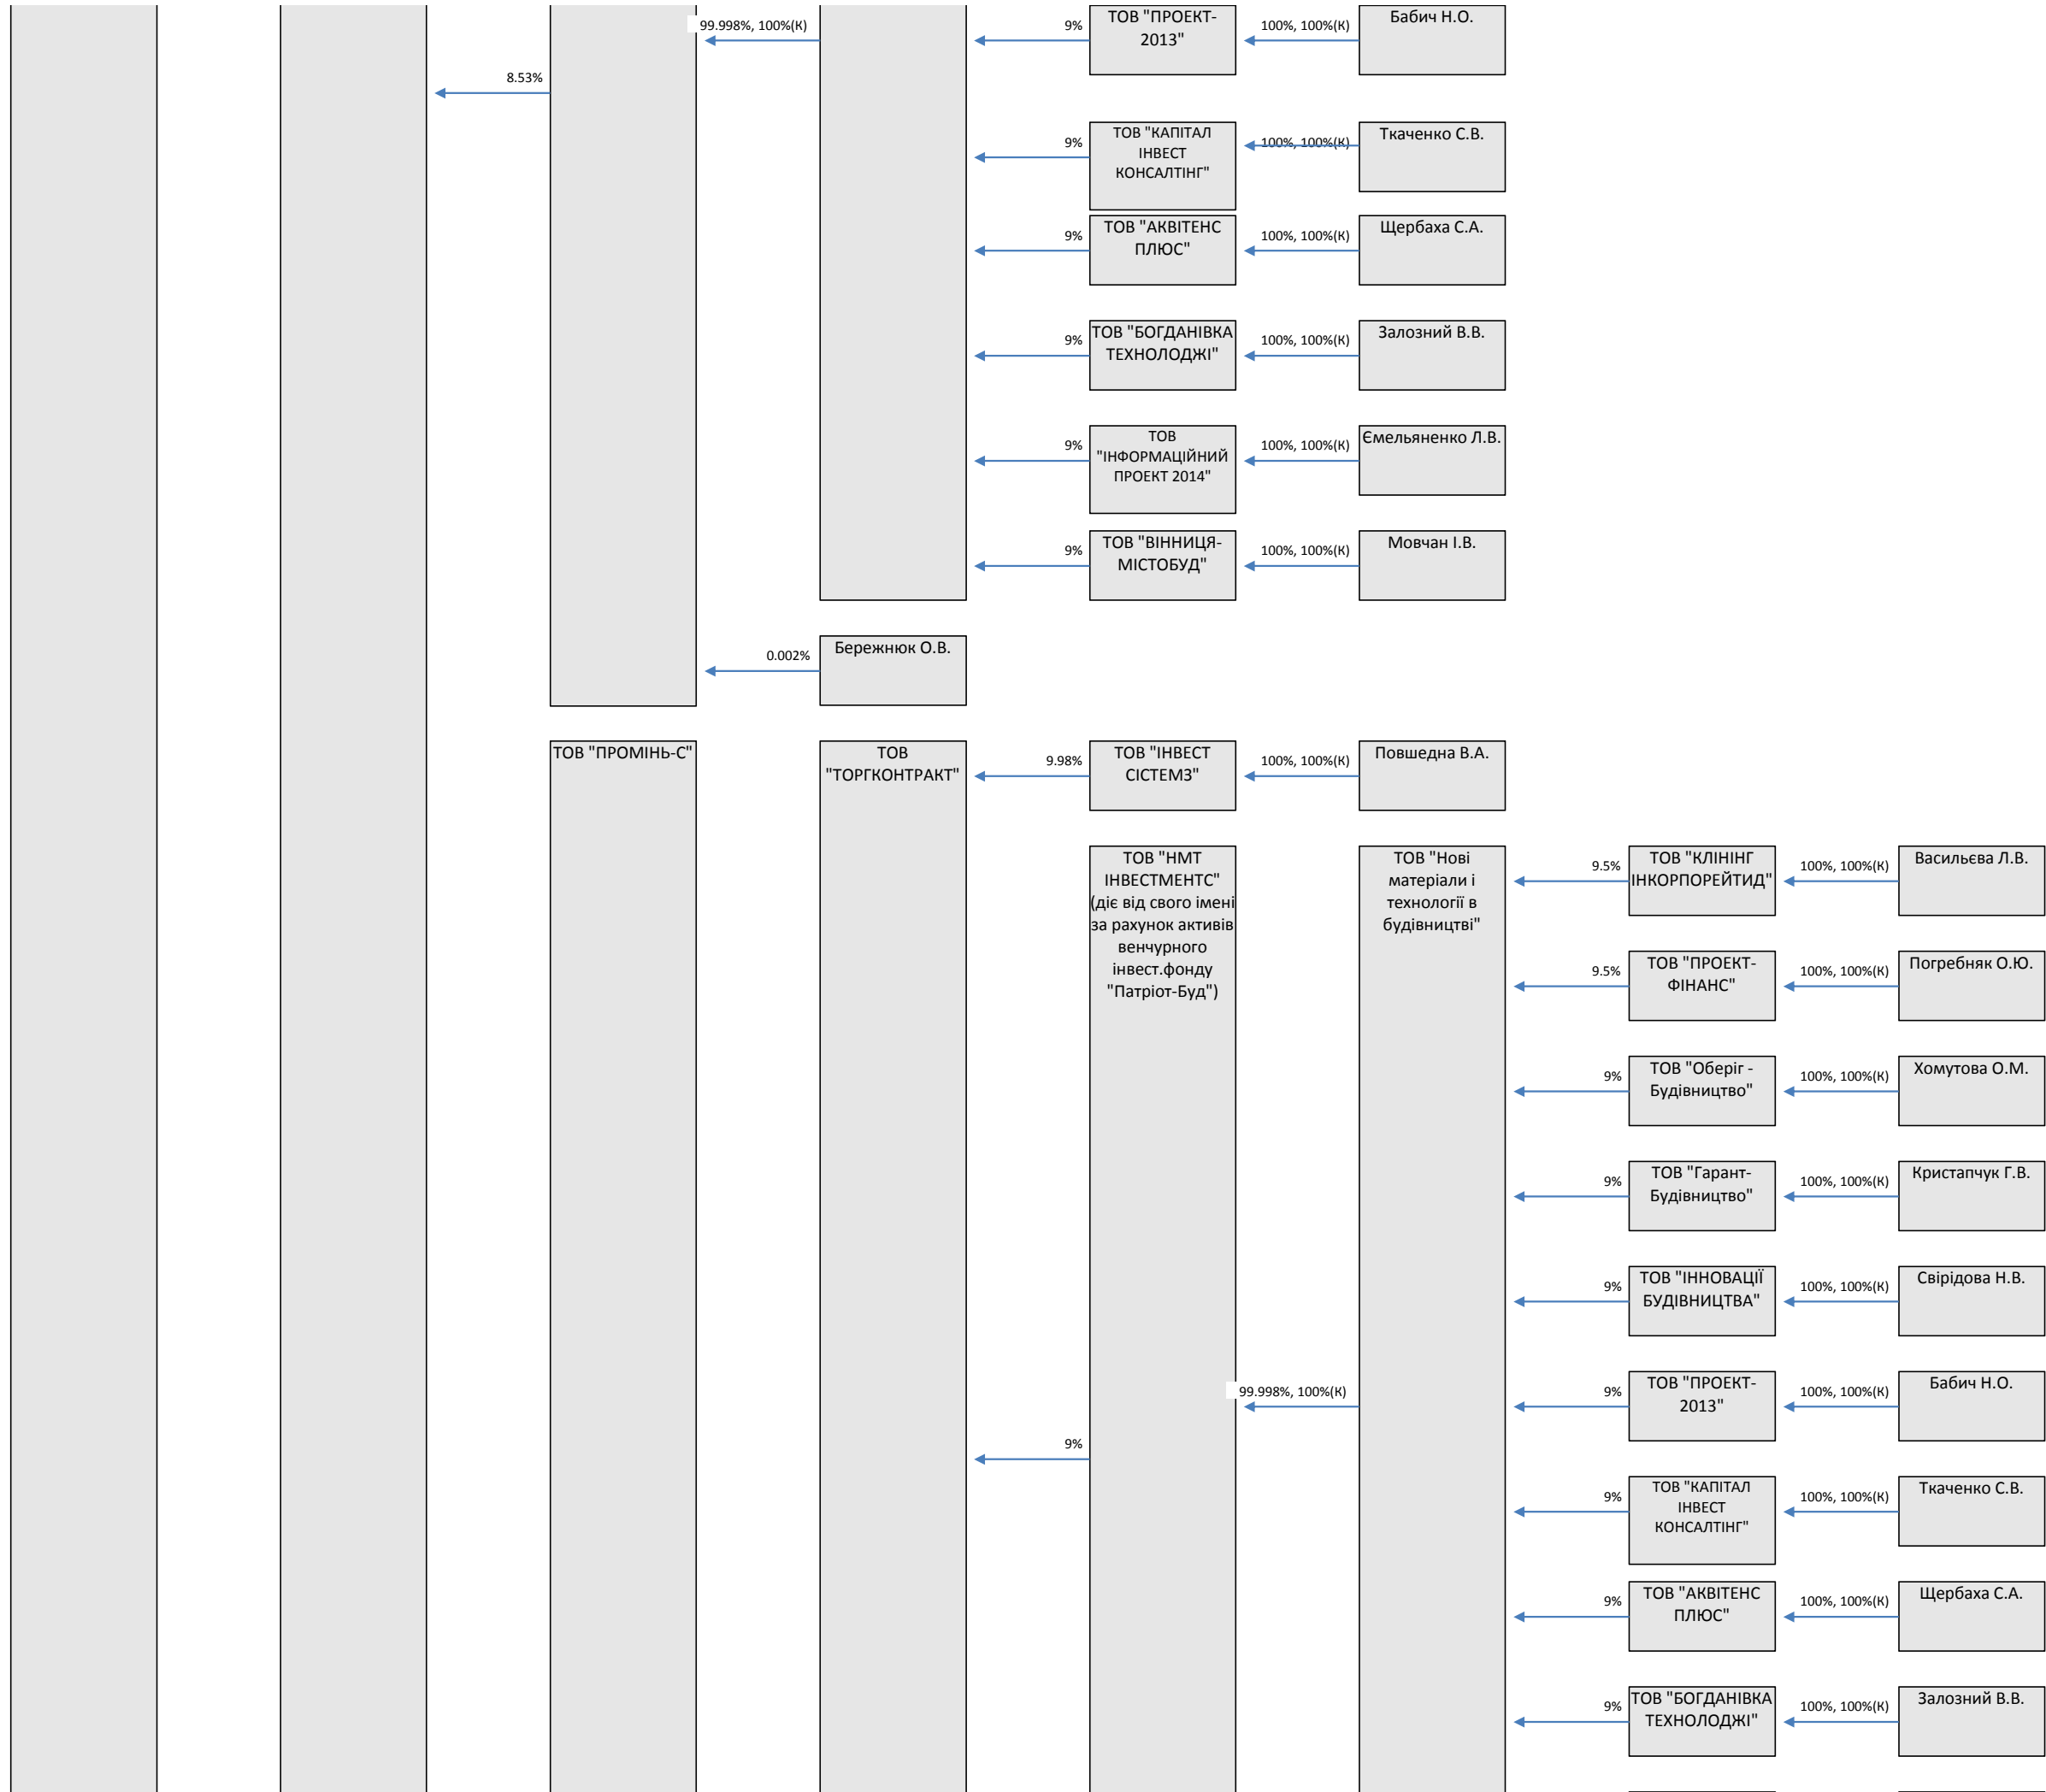 99.998%, 100%(К)
9%
ТОВ "ПРОЕКТ-
2013"
100%, 100%(К)
Бабич Н.О.
8.53%
9%
ТОВ "КАПІТАЛ
ІНВЕСТ
КОНСАЛТІНГ"
100%, 100%(К)
Ткаченко С.В.
9%
ТОВ "АКВІТЕНС
ПЛЮС"
100%, 100%(К)
Щербаха С.А.
9%
ТОВ "БОГДАНІВКА
ТЕХНОЛОДЖІ"
100%, 100%(К)
Залозний В.В.
9%
ТОВ
"ІНФОРМАЦІЙНИЙ
ПРОЕКТ 2014"
100%, 100%(К)
Ємельяненко Л.В.
9%
ТОВ "ВІННИЦЯ-
МІСТОБУД"
100%, 100%(К)
Мовчан І.В.
0.002%
Бережнюк О.В.
ТОВ "ПРОМІНЬ-С"
ТОВ
"ТОРГКОНТРАКТ"
9.98%
ТОВ "ІНВЕСТ
СІСТЕМЗ"
100%, 100%(К)
Повшедна В.А.
ТОВ "НМТ
ІНВЕСТМЕНТС"
(діє від свого імені
за рахунок активів
венчурного
інвест.фонду
"Патріот-Буд")
ТОВ "Нові
матеріали і
технології в
будівництві"
9.5%
ТОВ "КЛІНІНГ
ІНКОРПОРЕЙТИД"
100%, 100%(К)
Васильєва Л.В.
9.5%
ТОВ "ПРОЕКТ-
ФІНАНС"
100%, 100%(К)
Погребняк О.Ю.
9%
ТОВ "Оберіг -
Будівництво"
100%, 100%(К)
Хомутова О.М.
9%
ТОВ "Гарант-
Будівництво"
100%, 100%(К)
Кристапчук Г.В.
9%
ТОВ "ІННОВАЦІЇ
БУДІВНИЦТВА"
100%, 100%(К)
Свірідова Н.В.
99.998%, 100%(К)
9%
ТОВ "ПРОЕКТ-
2013"
100%, 100%(К)
Бабич Н.О.
9%
9%
ТОВ "КАПІТАЛ
ІНВЕСТ
КОНСАЛТІНГ"
100%, 100%(К)
Ткаченко С.В.
9%
ТОВ "АКВІТЕНС
ПЛЮС"
100%, 100%(К)
Щербаха С.А.
9%
ТОВ "БОГДАНІВКА
ТЕХНОЛОДЖІ"
100%, 100%(К)
Залозний В.В.